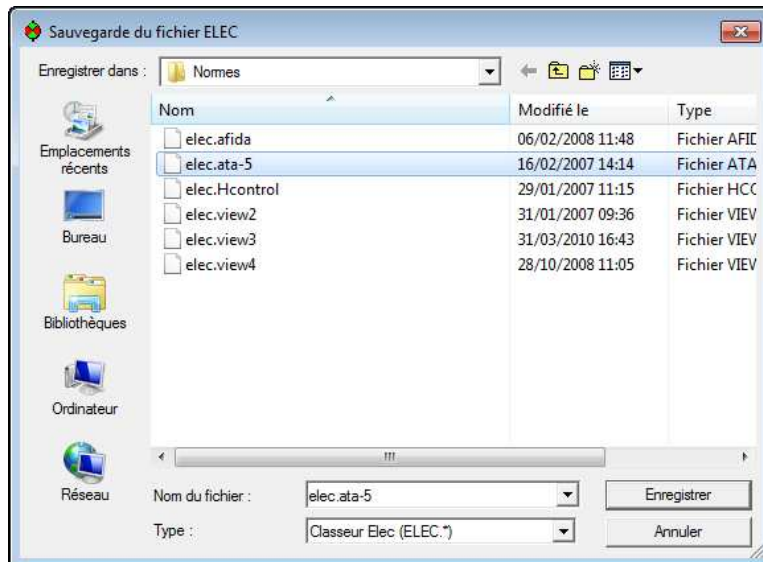 Sauvegarde du fichier ELEC
Enregistrer dans : Normes
Nom Modifié le Type
elec.afida 06/02/2008 11:48 Fichier AFID
elec.ata-5 16/02/2007 14:14 Fichier ATA
elec.Hcontrol 29/01/2007 11:15 Fichier HCO
elec.view2 31/01/2007 09:36 Fichier VIEW
elec.view3 31/03/2010 16:43 Fichier VIEW
elec.view4 28/10/2008 11:05 Fichier VIEW
Emplacements
récents
Bureau
Bibliothèques
Ordinateur
Réseau
Nom du fichier : elec.ata-5 Enregistrer
Type : Classeur Elec (ELEC.*) Annuler